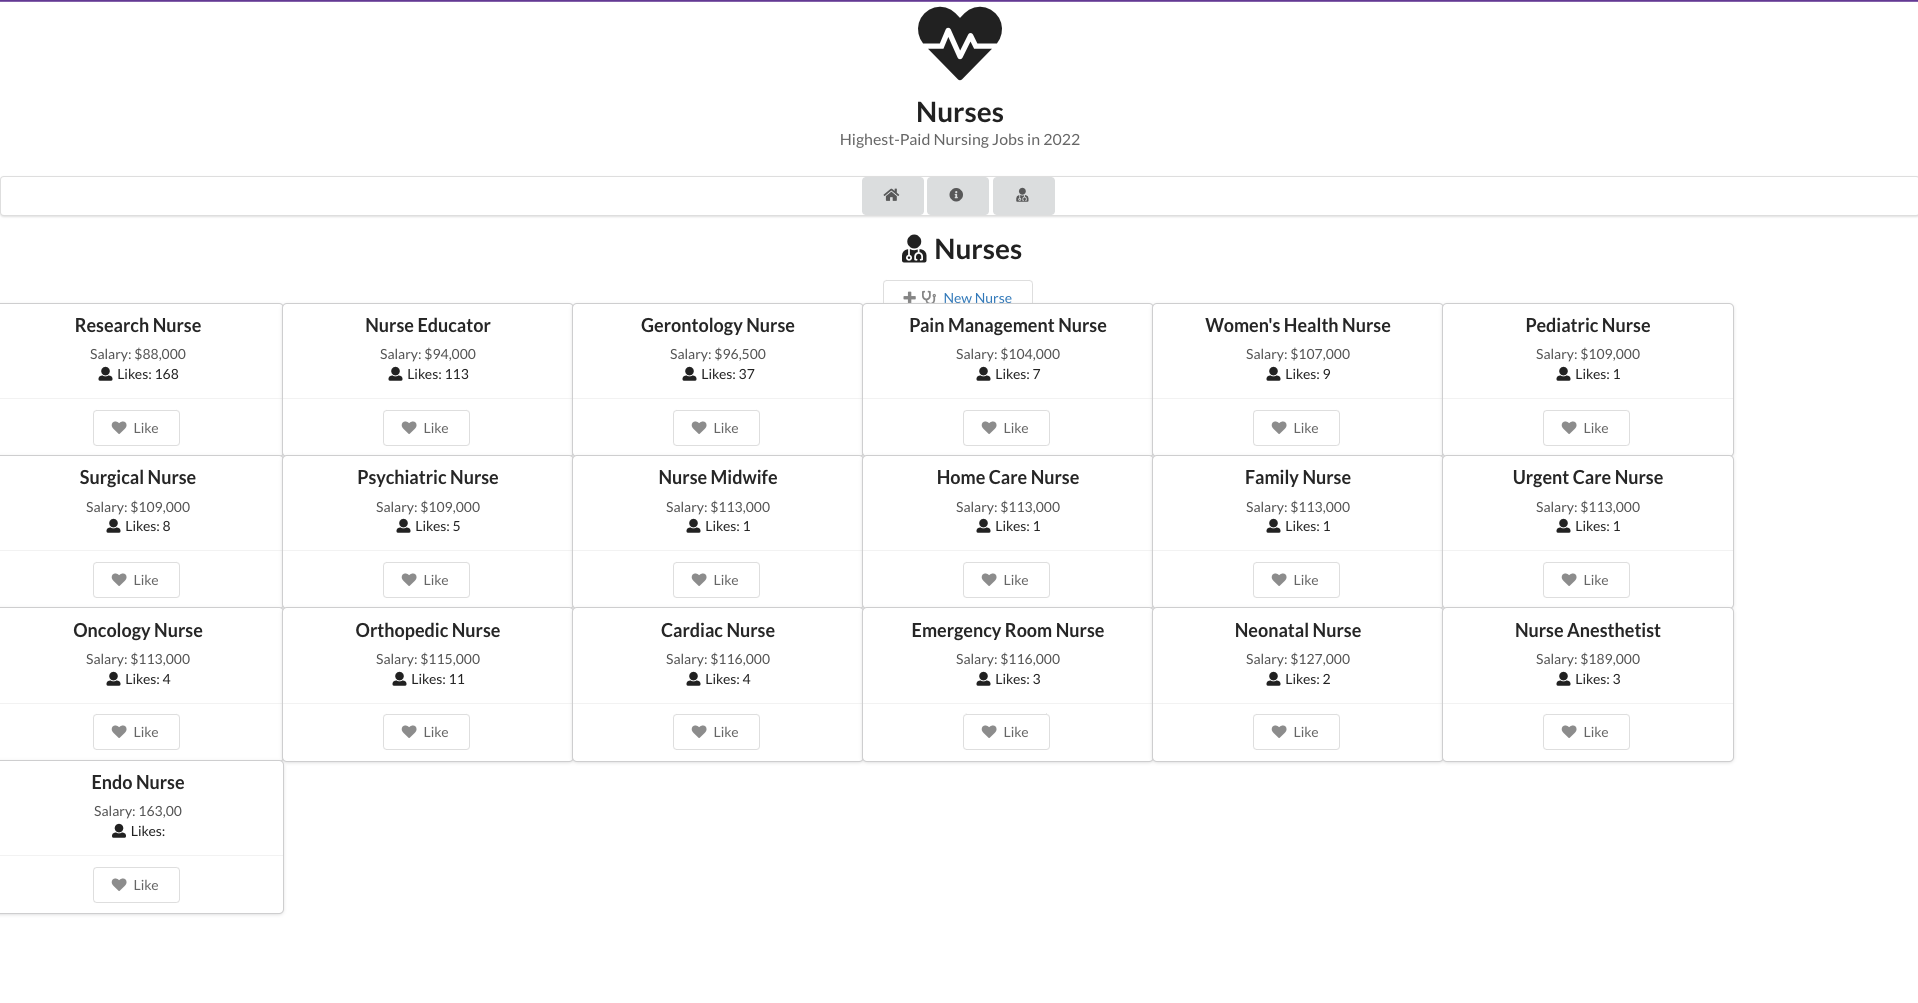 Nurses
Highest-Paid Nursing Jobs in 2022
Nurses
New Nurse
Research Nurse
Salary: $88,000
Likes: 168
Like
Nurse Educator
Salary: $94,000
Likes: 113
Like
Gerontology Nurse
Salary: $96,500
Likes: 37
Like
Pain Management Nurse
Salary: $104,000
Likes: 7
Like
Women's Health Nurse
Salary: $107,000
Likes: 9
Like
Pediatric Nurse
Salary: $109,000
Likes: 1
Like
Surgical Nurse
Salary: $109,000
Likes: 8
Like
Psychiatric Nurse
Salary: $109,000
Likes: 5
Like
Nurse Midwife
Salary: $113,000
Likes: 1
Like
Home Care Nurse
Salary: $113,000
Likes: 1
Like
Family Nurse
Salary: $113,000
Likes: 1
Like
Urgent Care Nurse
Salary: $113,000
Likes: 1
Like
Oncology Nurse
Salary: $113,000
Likes: 4
Like
Orthopedic Nurse
Salary: $115,000
Likes: 11
Like
Cardiac Nurse
Salary: $116,000
Likes: 4
Like
Emergency Room Nurse
Salary: $116,000
Likes: 3
Like
Neonatal Nurse
Salary: $127,000
Likes: 2
Like
Nurse Anesthetist
Salary: $189,000
Likes: 3
Like
Endo Nurse
Salary: 163,00
Likes:
Like